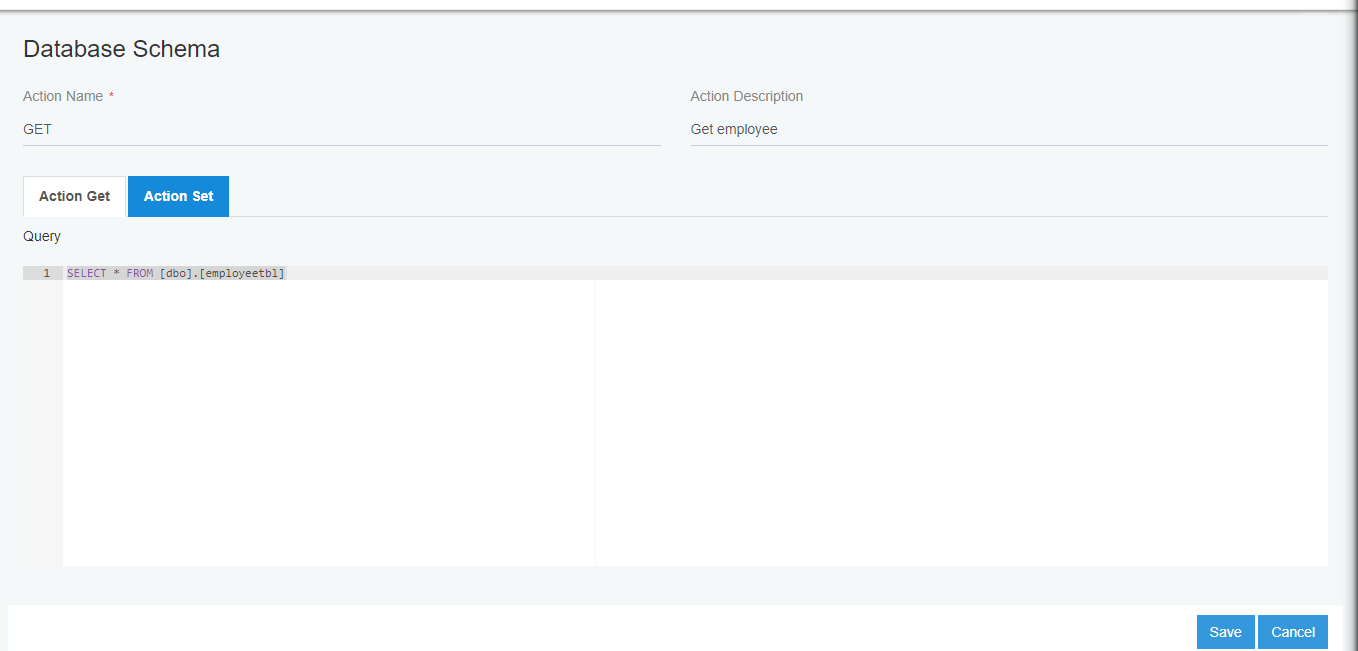 Database Schema
Action Name *
Action Description
GET
Get employee
Action Get
Action Set
Query
1 SELECT * FROM [dbo].[employeetbl]
Save
Cancel